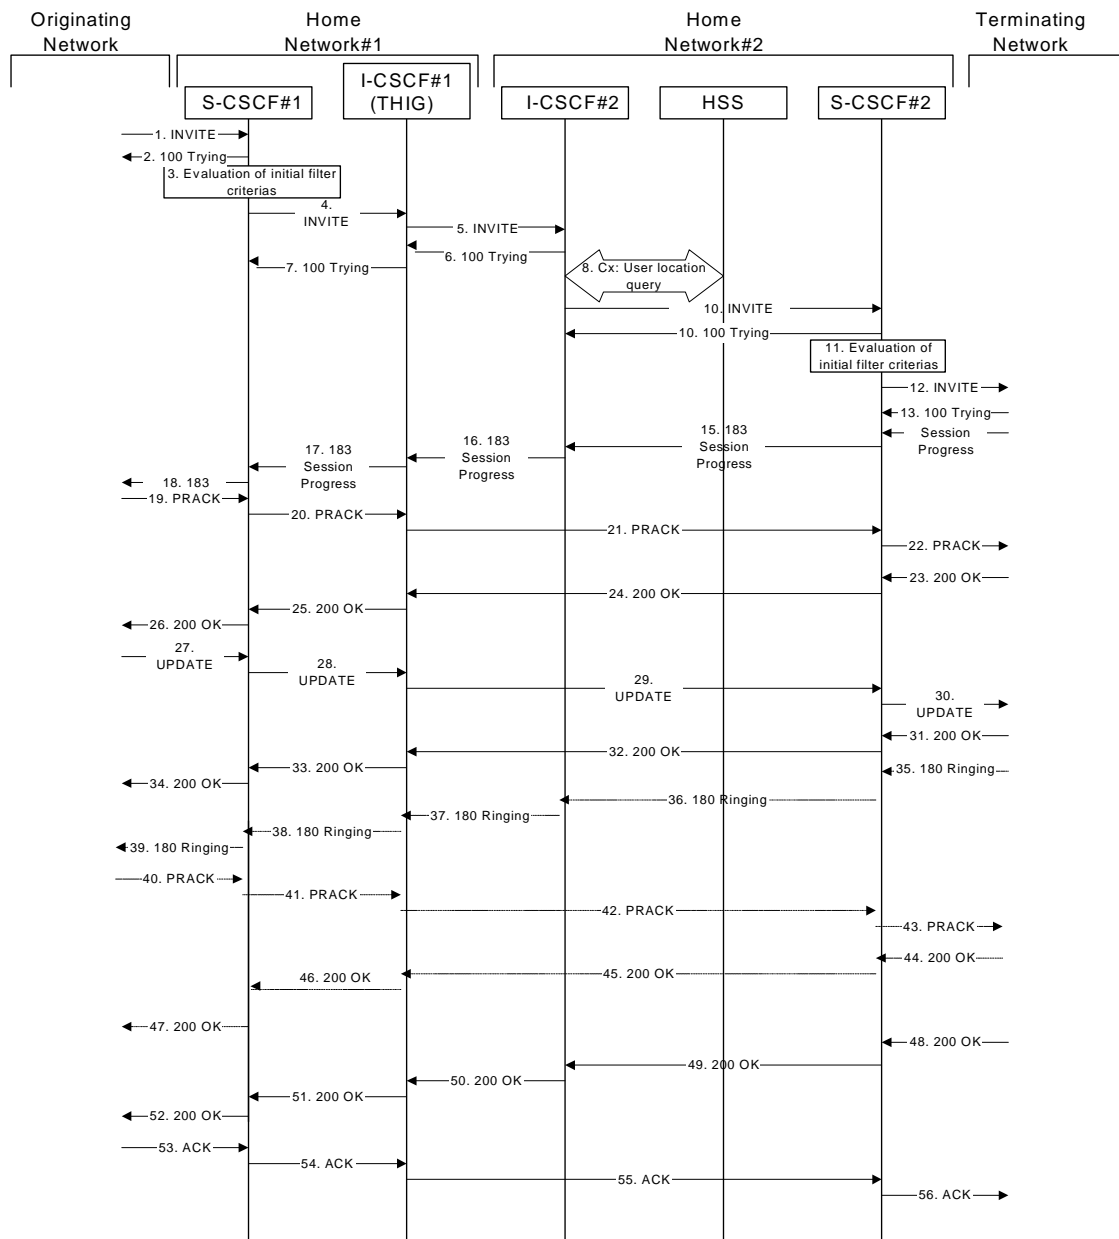 Originating
Network
Home
Network#1
Home
Network#2
Terminating
Network
S-CSCF#1
I-CSCF#1
(THIG)
I-CSCF#2
HSS
S-CSCF#2
1. INVITE
2. 100 Trying
3. Evaluation of initial filter
criterias
4.
INVITE
5. INVITE
6. 100 Trying
7. 100 Trying
8. Cx: User location
query
10. INVITE
10. 100 Trying
11. Evaluation of
initial filter criterias
12. INVITE
13. 100 Trying
Session
Progress
15. 183
Session
Progress
16. 183
Session
Progress
17. 183
Session
Progress
18. 183
19. PRACK
20. PRACK
21. PRACK
22. PRACK
23. 200 OK
24. 200 OK
25. 200 OK
26. 200 OK
27.
UPDATE
28.
UPDATE
29.
UPDATE
30.
UPDATE
31. 200 OK
32. 200 OK
33. 200 OK
34. 200 OK
35. 180 Ringing
36. 180 Ringing
37. 180 Ringing
38. 180 Ringing
39. 180 Ringing
40. PRACK
41. PRACK
42. PRACK
43. PRACK
44. 200 OK
45. 200 OK
46. 200 OK
47. 200 OK
48. 200 OK
49. 200 OK
50. 200 OK
51. 200 OK
52. 200 OK
53. ACK
54. ACK
55. ACK
56. ACK